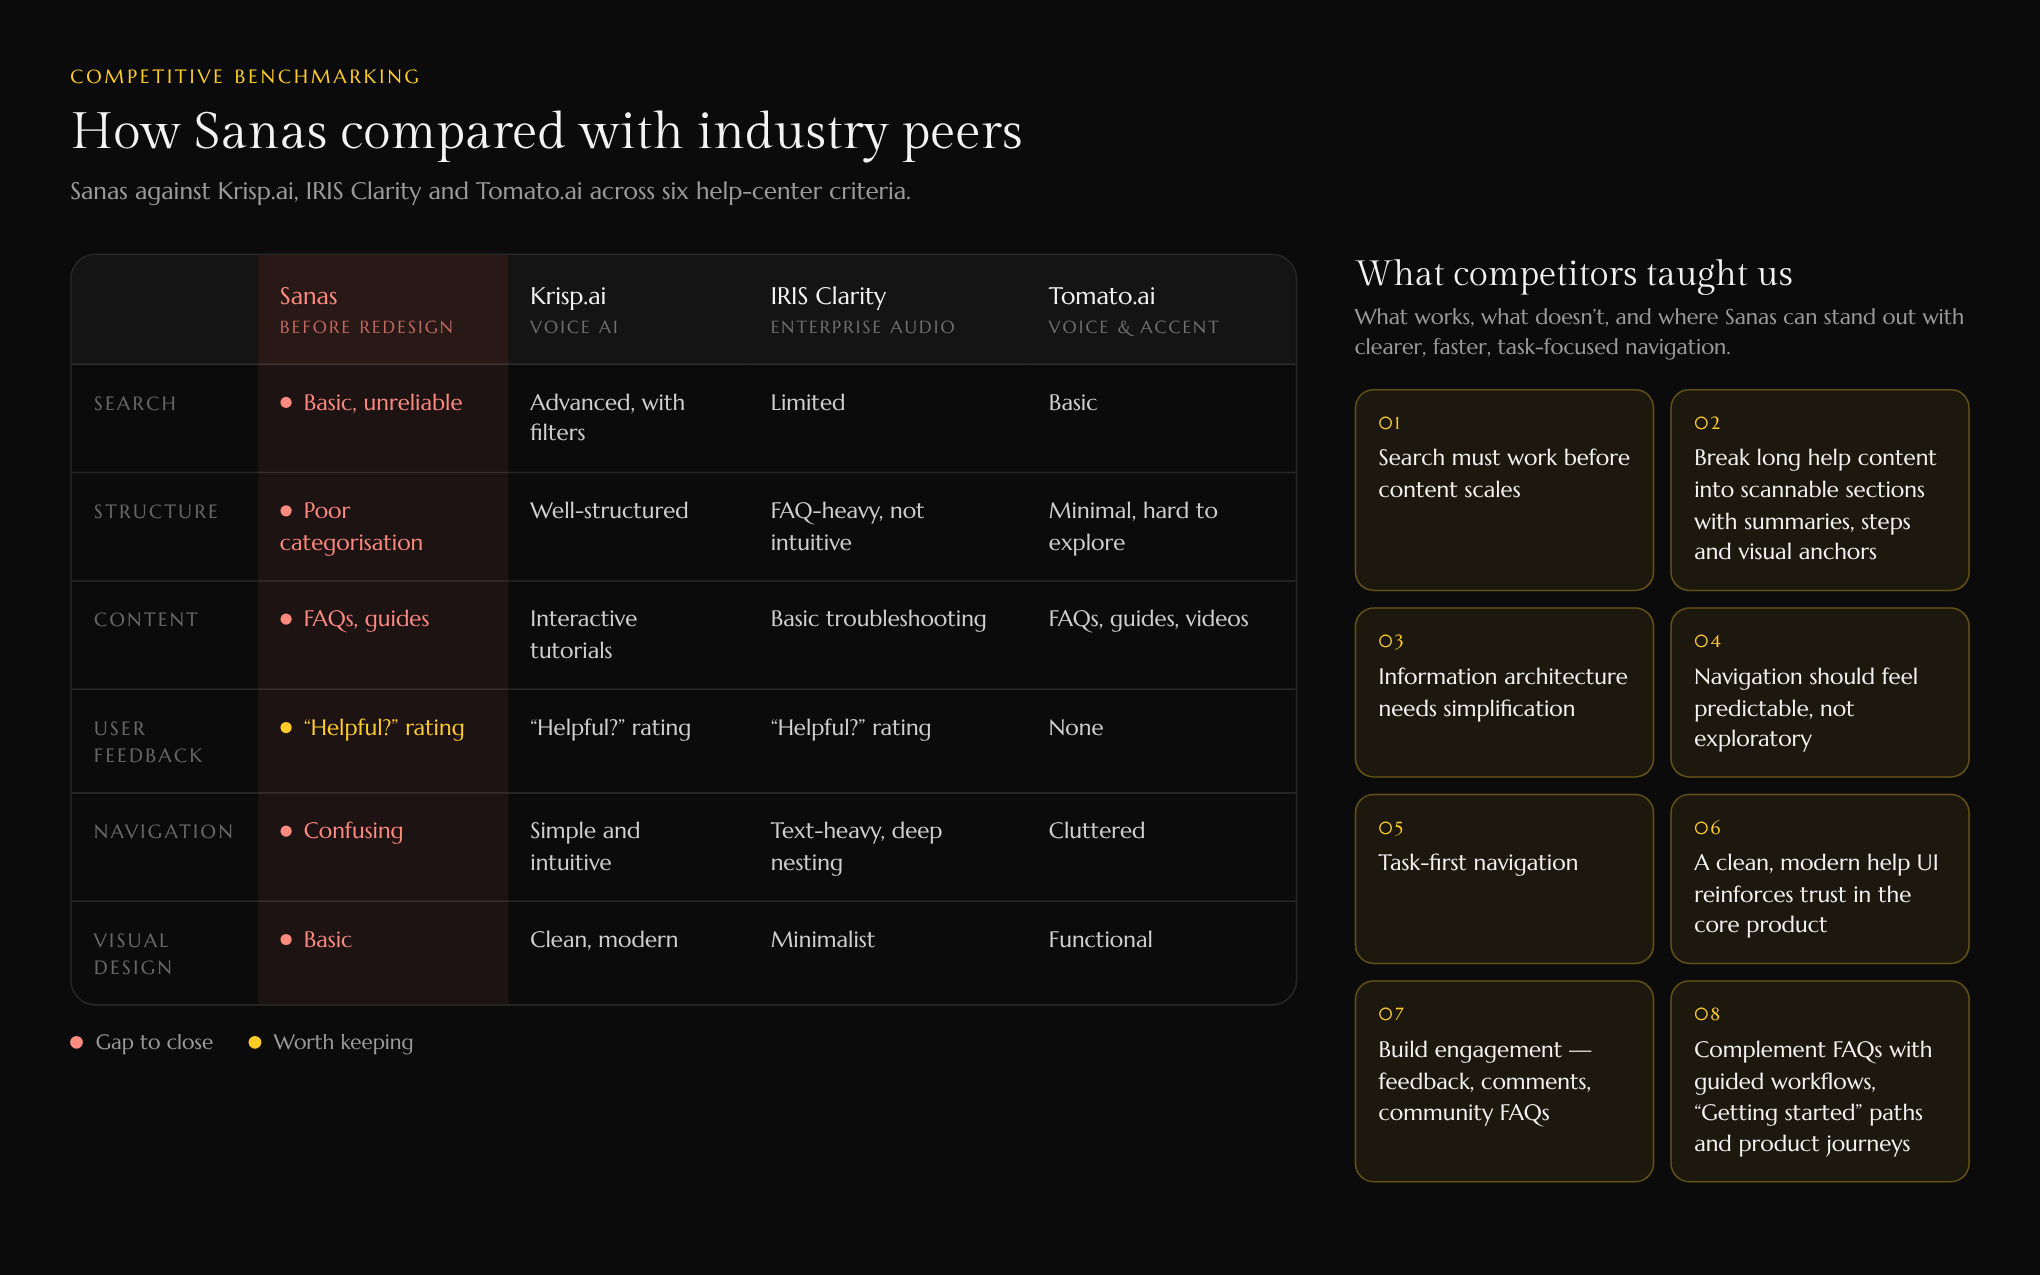 COMPETITIVE BENCHMARKING
How Sanas compared with industry peers
Sanas against Krisp.ai, IRIS Clarity and Tomato.ai across six help-center criteria.
Sanas
BEFORE REDESIGN
Krisp.ai
VOICE AI
IRIS Clarity
ENTERPRISE AUDIO
Tomato.ai
VOICE & ACCENT
SEARCH
Basic, unreliable
Advanced, with
filters
Limited
Basic
STRUCTURE
Poor
categorisation
Well-structured
FAQ-heavy, not
intuitive
Minimal, hard to
explore
CONTENT
FAQs, guides
Interactive
tutorials
Basic troubleshooting
FAQs, guides, videos
USER
FEEDBACK
“Helpful?” rating
“Helpful?” rating
“Helpful?” rating
None
NAVIGATION
Confusing
Simple and
intuitive
Text-heavy, deep
nesting
Cluttered
VISUAL
DESIGN
Basic
Clean, modern
Minimalist
Functional
Gap to close
Worth keeping
What competitors taught us
What works, what doesn’t, and where Sanas can stand out with
clearer, faster, task-focused navigation.
01
Search must work before
content scales
02
Break long help content
into scannable sections
with summaries, steps
and visual anchors
03
Information architecture
needs simplification
04
Navigation should feel
predictable, not
exploratory
05
Task-first navigation
06
A clean, modern help UI
reinforces trust in the
core product
07
Build engagement —
feedback, comments,
community FAQs
08
Complement FAQs with
guided workflows,
“Getting started” paths
and product journeys